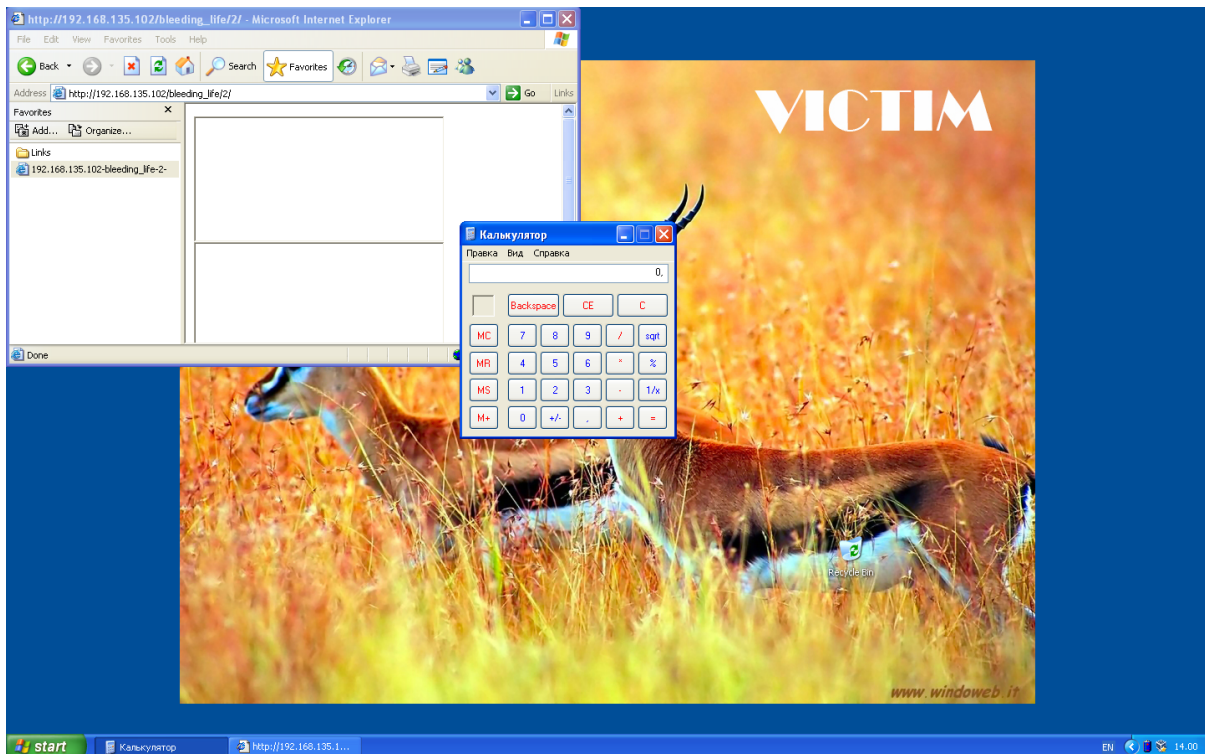 http://192.168.135.102/bleeding_life/2/ - Microsoft Internet Explorer
File Edit View Favorites Tools Help
Back Search Favorites
Address http://192.168.135.102/bleeding_life/2/ Go Links
Favorites
Add... Organize...
Links
192.168.135.102-bleeding_life-2-
Done
VICTIM
Калькулятор
Правка Вид Справка
0,
Backspace CE C
MC 7 8 9 / sqrt
MR 4 5 6 * %
MS 1 2 3 - 1/x
M+ 0 +/- , + =
Recycle Bin
www.windoweb.it
start Калькулятор http://192.168.135.1... EN 14.00